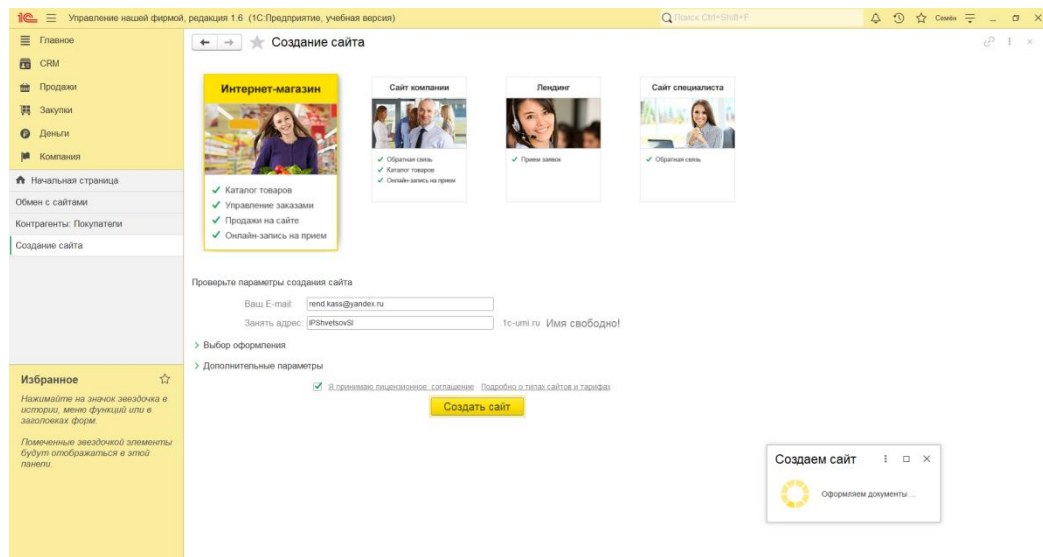 1С Управление нашей фирмой, редакция 1.6 (1С:Предприятие, учебная версия)
Поиск Ctrl+Shift+F
Семён
Главное
CRM
Продажи
Закупки
Деньги
Компания
Начальная страница
Обмен с сайтами
Контрагенты: Покупатели
Создание сайта
Избранное
Нажимайте на значок звездочка в
истории, меню функций или в
заголовках форм.
Помеченные звездочкой элементы
будут отображаться в этой
панели.
Создание сайта
Интернет-магазин
Каталог товаров
Управление заказами
Продажи на сайте
Онлайн-запись на прием
Сайт компании
Обратная связь
Каталог товаров
Онлайн-запись на прием
Лендинг
Прием заявок
Сайт специалиста
Обратная связь
Проверьте параметры создания сайта
Ваш E-mail: rend.kass@yandex.ru
Занять адрес: IPShvetsovSI .1c-umi.ru Имя свободно!
Выбор оформления
Дополнительные параметры
Я принимаю лицензионное соглашение Подробно о типах сайтов и тарифах
Создать сайт
Создаем сайт
Оформляем документы ...